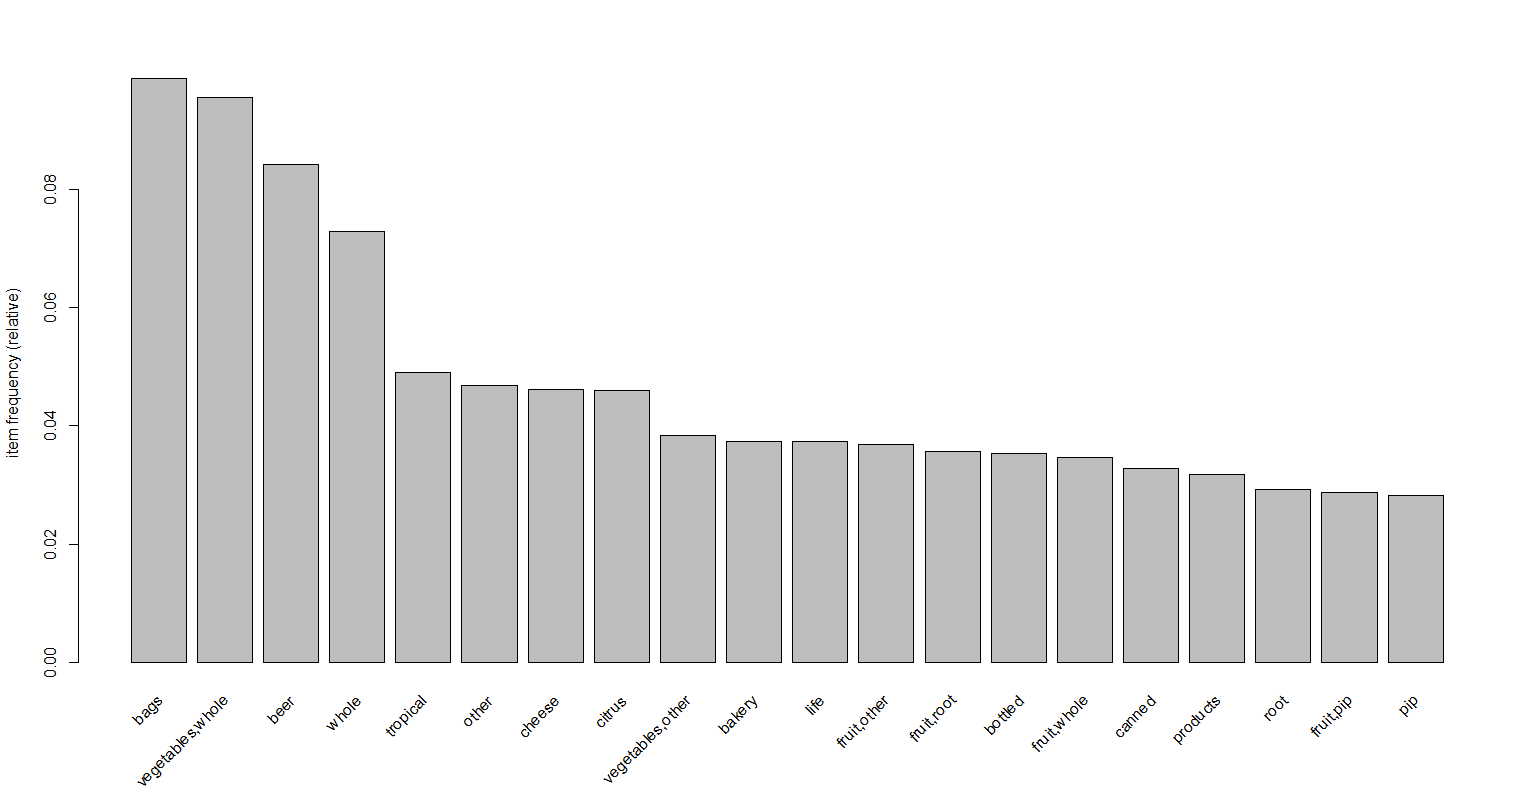 item frequency (relative)
0.08
0.06
0.04
0.02
0.00
bags
vegetables,whole
beer
whole
tropical
other
cheese
citrus
vegetables,other
bakery
life
fruit,other
fruit,root
bottled
fruit,whole
canned
products
root
fruit,pip
pip